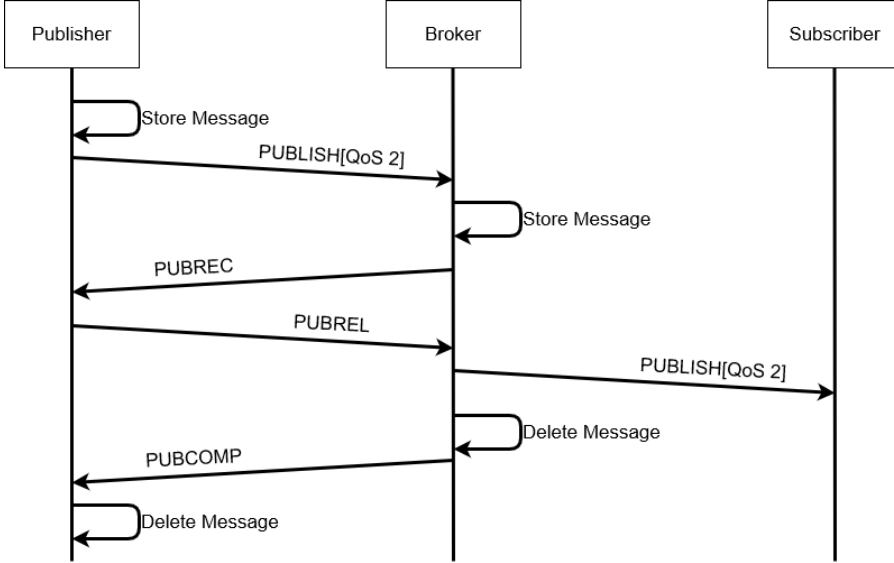 Publisher
Broker
Subscriber
Store Message
PUBLISH[QoS 2]
Store Message
PUBREC
PUBREL
PUBLISH[QoS 2]
Delete Message
PUBCOMP
Delete Message